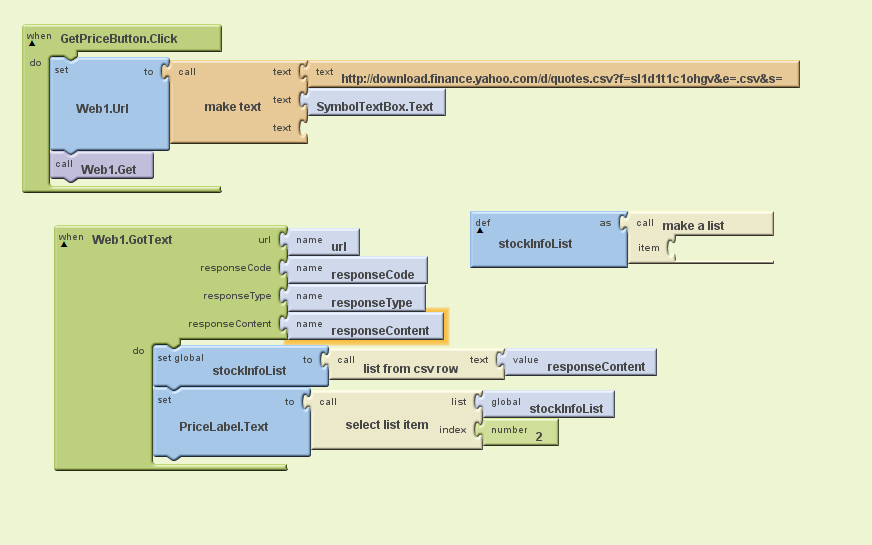 when GetPriceButton.Click
do set Web1.Url to call make text text text http://download.finance.yahoo.com/d/quotes.csv?f=sl1d1t1c1ohgv&e=.csv&s=
text SymbolTextBox.Text
text
call Web1.Get
def stockInfoList as call make a list
item
when Web1.GotText url name url
responseCode name responseCode
responseType name responseType
responseContent name responseContent
do set global stockInfoList to call list from csv row text value responseContent
set PriceLabel.Text to call select list item list global stockInfoList
index number 2